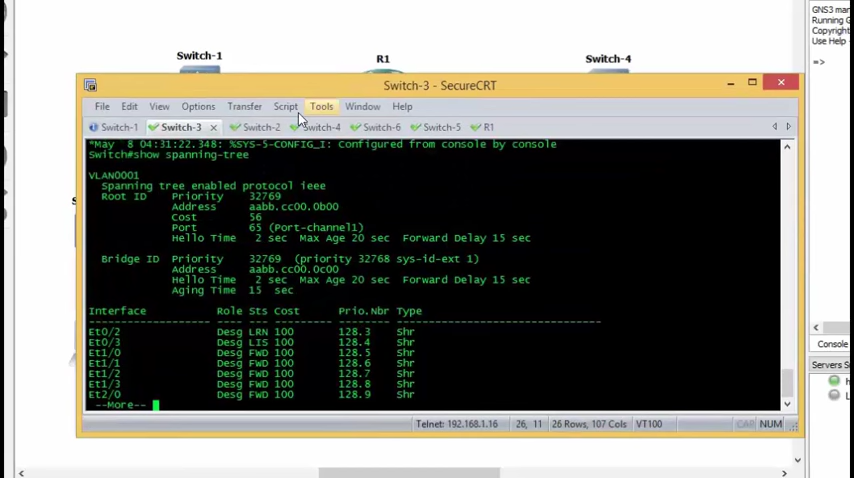 GNS3 man
Running G
Copyright
Use Help -
=>
Switch-1
R1
Switch-4
Switch-3 - SecureCRT
File Edit View Options Transfer Script Tools Window Help
Switch-1 Switch-3 Switch-2 Switch-4 Switch-6 Switch-5 R1
*May  8 04:31:22.348: %SYS-5-CONFIG_I: Configured from console by console
Switch#show spanning-tree
VLAN0001
Spanning tree enabled protocol ieee
Root ID Priority 32769
Address aabb.cc00.0b00
Cost 56
Port 65 (Port-channel1)
Hello Time 2 sec Max Age 20 sec Forward Delay 15 sec
Bridge ID Priority 32769 (priority 32768 sys-id-ext 1)
Address aabb.cc00.0c00
Hello Time 2 sec Max Age 20 sec Forward Delay 15 sec
Aging Time 15 sec
Interface Role Sts Cost Prio.Nbr Type
------------------- ---- --- --------- -------- --------------------------------
Et0/2 Desg LRN 100 128.3 Shr
Et0/3 Desg LIS 100 128.4 Shr
Et1/0 Desg FWD 100 128.5 Shr
Et1/1 Desg FWD 100 128.6 Shr
Et1/2 Desg FWD 100 128.7 Shr
Et1/3 Desg FWD 100 128.8 Shr
Et2/0 Desg FWD 100 128.9 Shr
--More--
Telnet: 192.168.1.16 26, 11 26 Rows, 107 Cols VT100 CAP NUM
Console
Servers Su
h
L